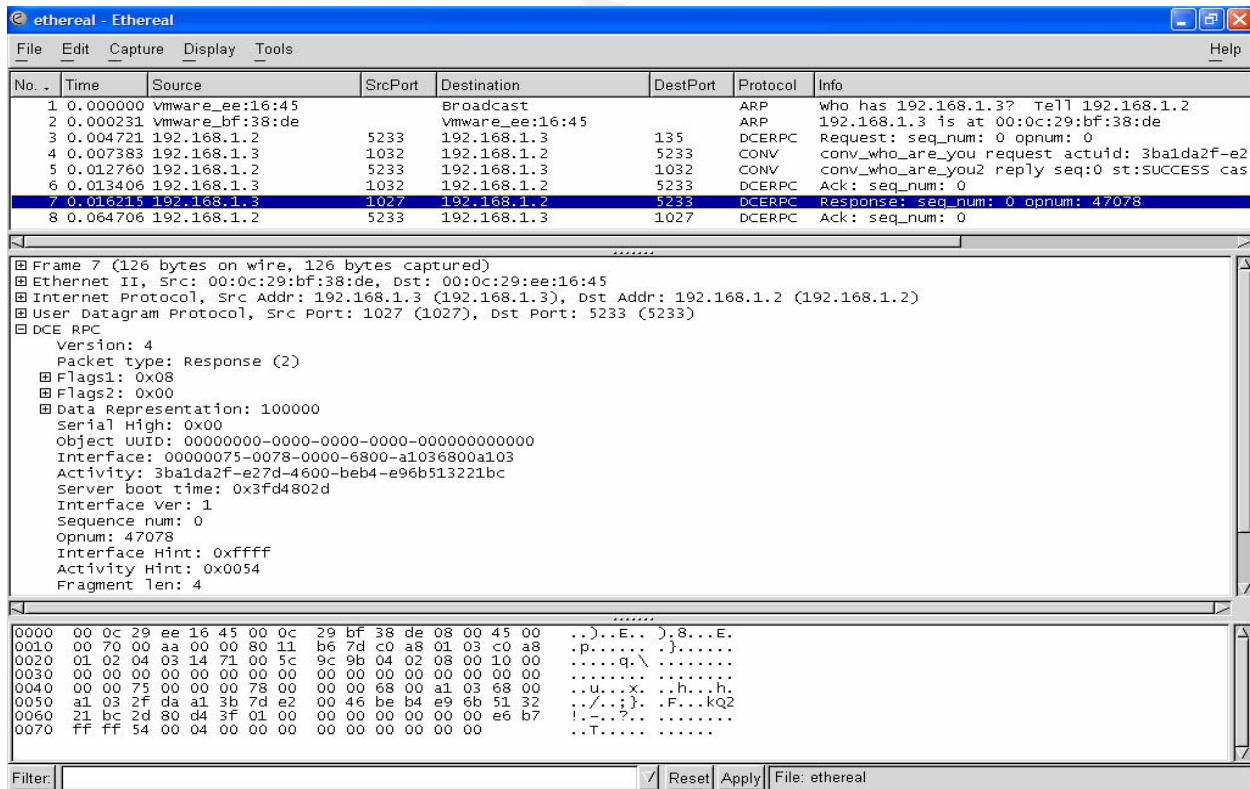 ethereal - Ethereal
File Edit Capture Display Tools Help
No. . Time Source SrcPort Destination DestPort Protocol Info
1 0.000000 Vmware_ee:16:45 Broadcast ARP who has 192.168.1.3? Tell 192.168.1.2
2 0.000231 Vmware_bf:38:de Vmware_ee:16:45 ARP 192.168.1.3 is at 00:0c:29:bf:38:de
3 0.004721 192.168.1.2 5233 192.168.1.3 135 DCERPC Request: seq_num: 0 opnum: 0
4 0.007383 192.168.1.3 1032 192.168.1.2 5233 CONV conv_who_are_you request actuid: 3ba1da2f-e2
5 0.012760 192.168.1.2 5233 192.168.1.3 1032 CONV conv_who_are_you2 reply seq:0 st:SUCCESS cas
6 0.013406 192.168.1.3 1032 192.168.1.2 5233 DCERPC Ack: seq_num: 0
7 0.016215 192.168.1.3 1027 192.168.1.2 5233 DCERPC Response: seq_num: 0 opnum: 47078
8 0.064706 192.168.1.2 5233 192.168.1.3 1027 DCERPC Ack: seq_num: 0
Frame 7 (126 bytes on wire, 126 bytes captured)
Ethernet II, Src: 00:0c:29:bf:38:de, Dst: 00:0c:29:ee:16:45
Internet Protocol, Src Addr: 192.168.1.3 (192.168.1.3), Dst Addr: 192.168.1.2 (192.168.1.2)
User Datagram Protocol, Src Port: 1027 (1027), Dst Port: 5233 (5233)
DCE RPC
Version: 4
Packet type: Response (2)
Flags1: 0x08
Flags2: 0x00
Data Representation: 100000
Serial High: 0x00
Object UUID: 00000000-0000-0000-0000-000000000000
Interface: 00000075-0078-0000-6800-a1036800a103
Activity: 3ba1da2f-e27d-4600-beb4-e96b513221bc
Server boot time: 0x3fd4802d
Interface Ver: 1
Sequence num: 0
Opnum: 47078
Interface Hint: 0xffff
Activity Hint: 0x0054
Fragment len: 4
0000 00 0c 29 ee 16 45 00 0c 29 bf 38 de 08 00 45 00 ..)..E.. ).8...E.
0010 00 70 00 aa 00 00 80 11 b6 7d c0 a8 01 03 c0 a8 .p...... .}......
0020 01 02 04 03 14 71 00 5c 9c 9b 04 02 08 00 10 00 .....q.\ ........
0030 00 00 00 00 00 00 00 00 00 00 00 00 00 00 00 00 ........ ........
0040 00 00 75 00 00 00 78 00 00 00 68 00 a1 03 68 00 ..u...x. ..h...h.
0050 a1 03 2f da a1 3b 7d e2 00 46 be b4 e9 6b 51 32 ../..;}. .F...kQ2
0060 21 bc 2d 80 d4 3f 01 00 00 00 00 00 00 00 e6 b7 !.-..?.. ........
0070 ff ff 54 00 04 00 00 00 00 00 00 00 00 00 ..T..... ......
Filter: Reset Apply File: ethereal